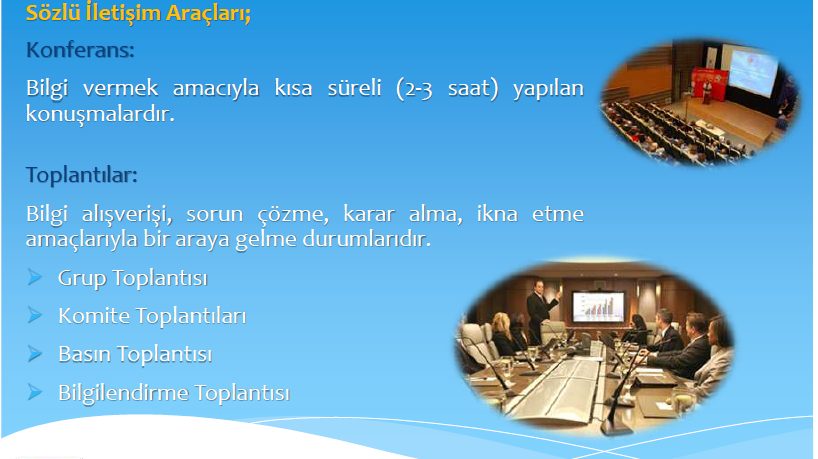 Sözlü İletişim Araçları;
Konferans:
Bilgi vermek amacıyla kısa süreli (2-3 saat) yapılan
konuşmalardır.
Toplantılar:
Bilgi alışverişi, sorun çözme, karar alma, ikna etme
amaçlarıyla bir araya gelme durumlarıdır.
Grup Toplantısı
Komite Toplantıları
Basın Toplantısı
Bilgilendirme Toplantısı